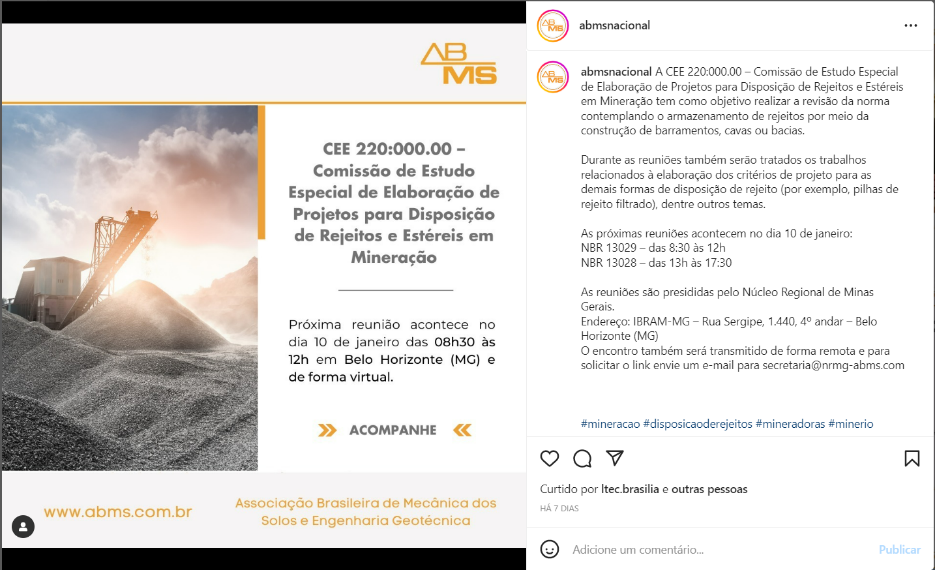 AB
MS
CEE 220:000.00 –
Comissão de Estudo
Especial de Elaboração de
Projetos para Disposição
de Rejeitos e Estéreis em
Mineração
Próxima reunião acontece no
dia 10 de janeiro das 08h30 às
12h em Belo Horizonte (MG) e
de forma virtual.
ACOMPANHE
www.abms.com.br
Associação Brasileira de Mecânica dos
Solos e Engenharia Geotécnica
AB
MS
abmsnacional
AB
MS
abmsnacional A CEE 220:000.00 – Comissão de Estudo Especial
de Elaboração de Projetos para Disposição de Rejeitos e Estéreis
em Mineração tem como objetivo realizar a revisão da norma
contemplando o armazenamento de rejeitos por meio da
construção de barramentos, cavas ou bacias.
Durante as reuniões também serão tratados os trabalhos
relacionados à elaboração dos critérios de projeto para as
demais formas de disposição de rejeito (por exemplo, pilhas de
rejeito filtrado), dentre outros temas.
As próximas reuniões acontecem no dia 10 de janeiro:
NBR 13029 – das 8:30 às 12h
NBR 13028 – das 13h às 17:30
As reuniões são presididas pelo Núcleo Regional de Minas
Gerais.
Endereço: IBRAM-MG – Rua Sergipe, 1.440, 4º andar – Belo
Horizonte (MG)
O encontro também será transmitido de forma remota e para
solicitar o link envie um e-mail para secretaria@nrmg-abms.com
#mineracao #disposicaoderejeitos #mineradoras #minerio
Curtido por ltec.brasilia e outras pessoas
HÁ 7 DIAS
Adicione um comentário...
Publicar